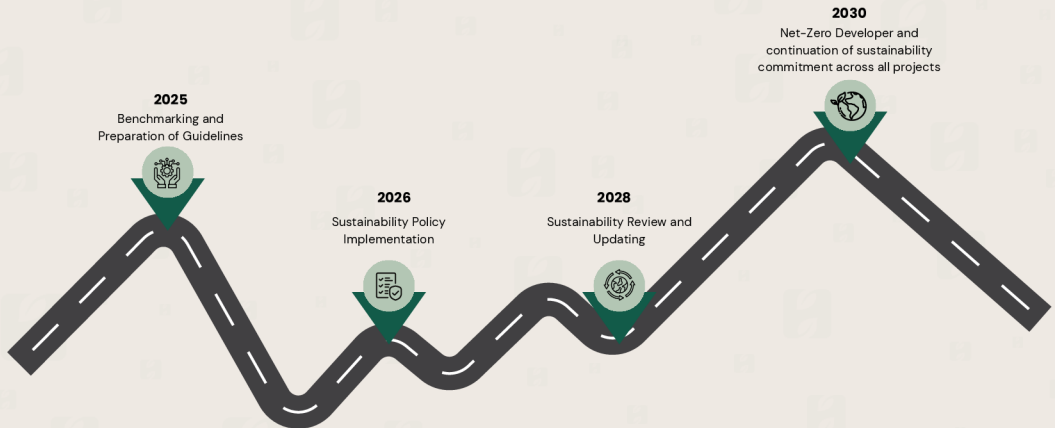 2025
Benchmarking and
Preparation of Guidelines
2026
Sustainability Policy
Implementation
2028
Sustainability Review and
Updating
2030
Net-Zero Developer and
continuation of sustainability
commitment across all projects